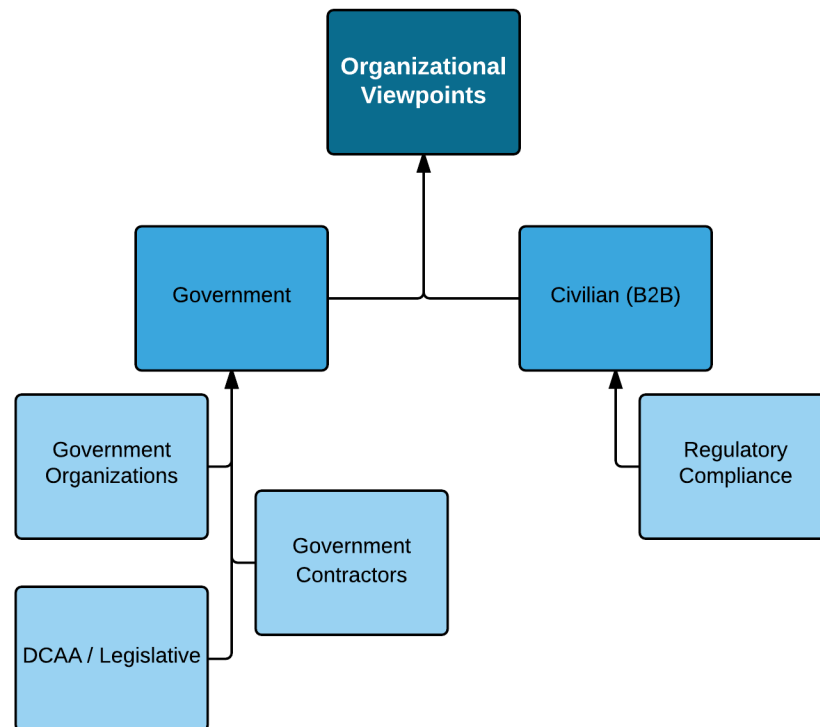 Organizational
Viewpoints
Government
Civilian (B2B)
Government
Organizations
Regulatory
Compliance
Government
Contractors
DCAA / Legislative